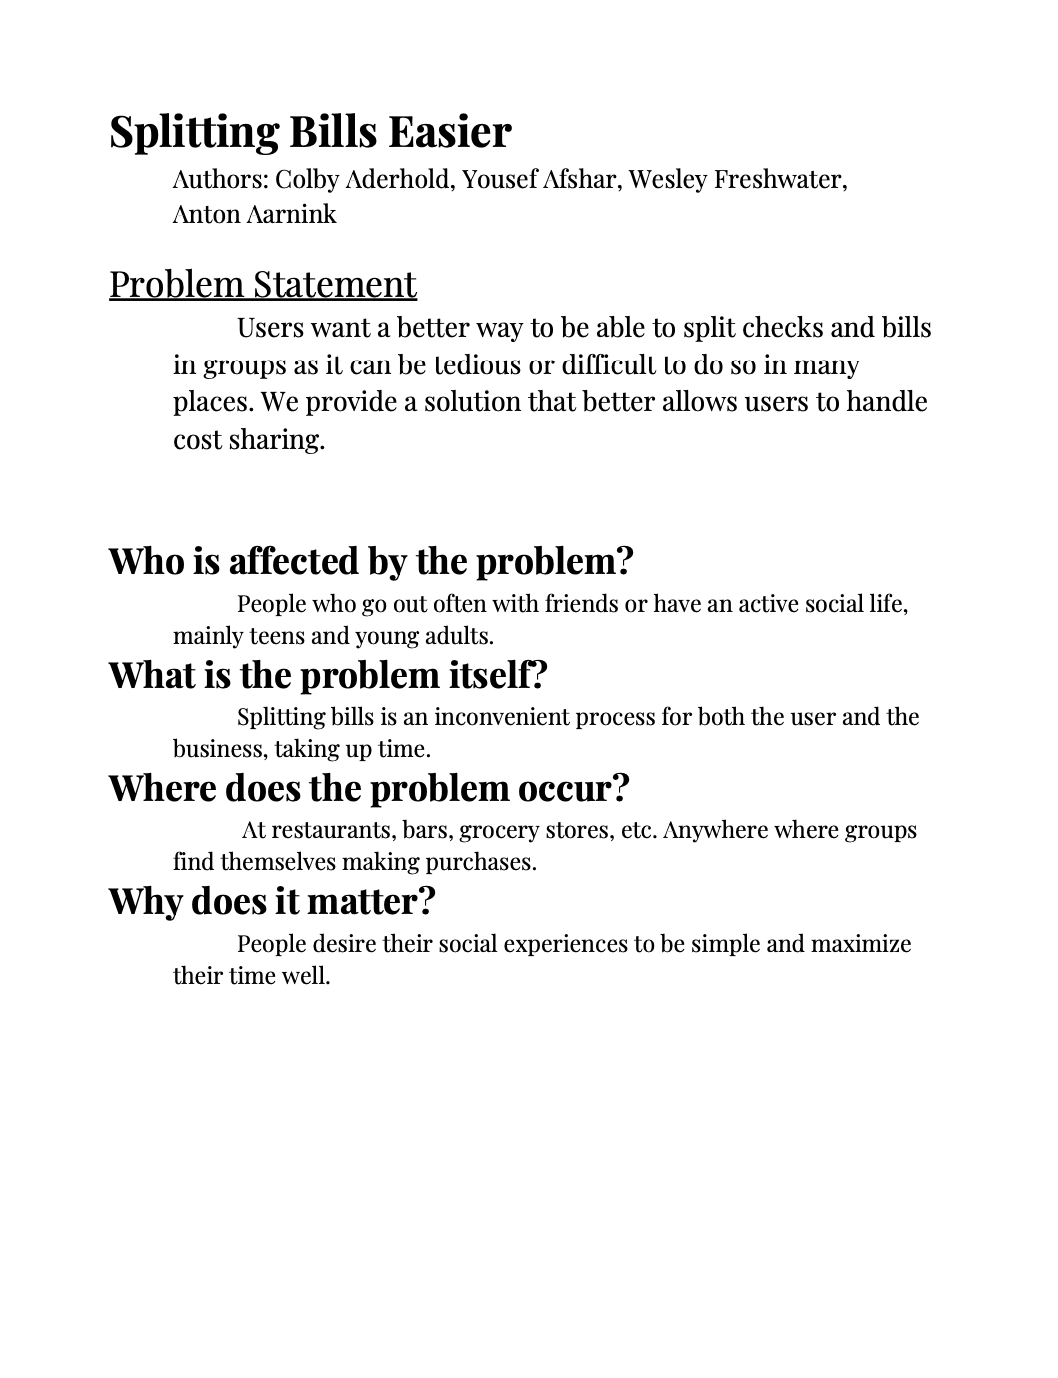 Splitting Bills Easier
Authors: Colby Aderhold, Yousef Afshar, Wesley Freshwater,
Anton Aarnink
Problem Statement
Users want a better way to be able to split checks and bills
in groups as it can be tedious or difficult to do so in many
places. We provide a solution that better allows users to handle
cost sharing.
Who is affected by the problem?
People who go out often with friends or have an active social life,
mainly teens and young adults.
What is the problem itself?
Splitting bills is an inconvenient process for both the user and the
business, taking up time.
Where does the problem occur?
At restaurants, bars, grocery stores, etc. Anywhere where groups
find themselves making purchases.
Why does it matter?
People desire their social experiences to be simple and maximize
their time well.